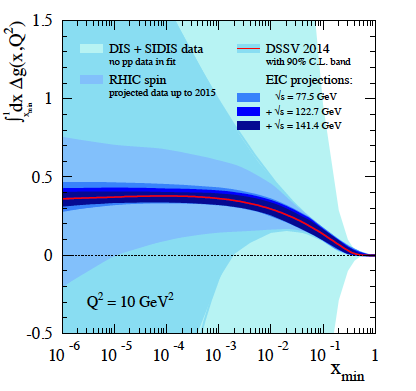 ∫¹ₓₘᵢₙ dx Δg(x,Q²)
1.5
1
0.5
0
-0.5
DIS + SIDIS data
no pp data in fit
RHIC spin
projected data up to 2015
DSSV 2014
with 90% C.L. band
EIC projections:
√s = 77.5 GeV
+ √s = 122.7 GeV
+ √s = 141.4 GeV
Q² = 10 GeV²
10⁻⁶ 10⁻⁵ 10⁻⁴ 10⁻³ 10⁻² 10⁻¹ 1
xₘᵢₙ